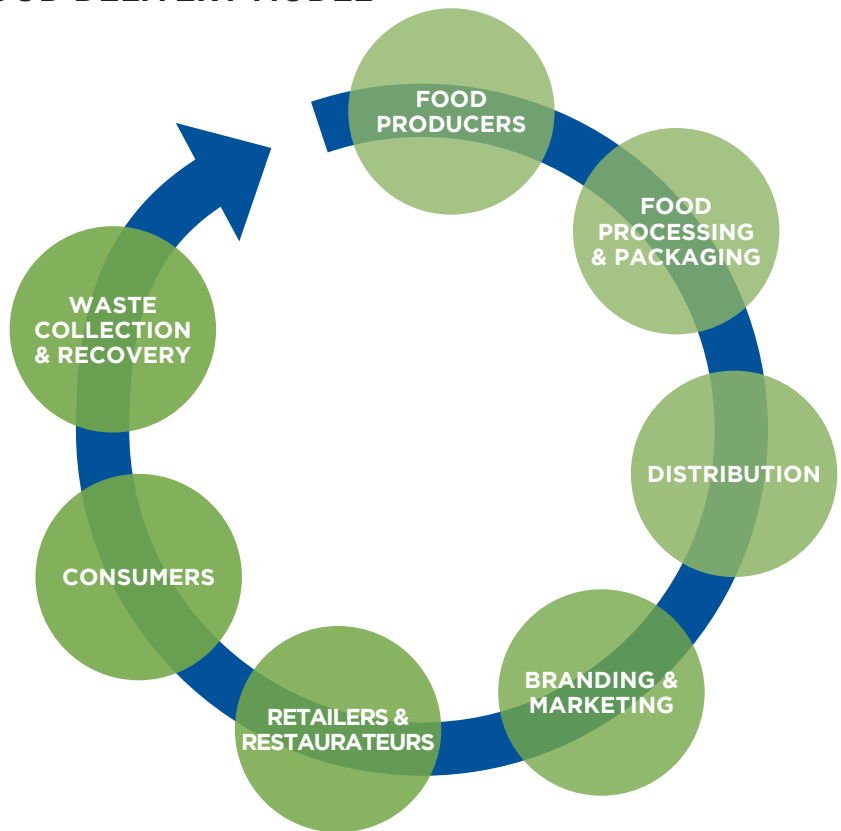 FOOD
PRODUCERS
FOOD
PROCESSING
& PACKAGING
DISTRIBUTION
BRANDING &
MARKETING
RETAILERS &
RESTAURATEURS
CONSUMERS
WASTE
COLLECTION
& RECOVERY